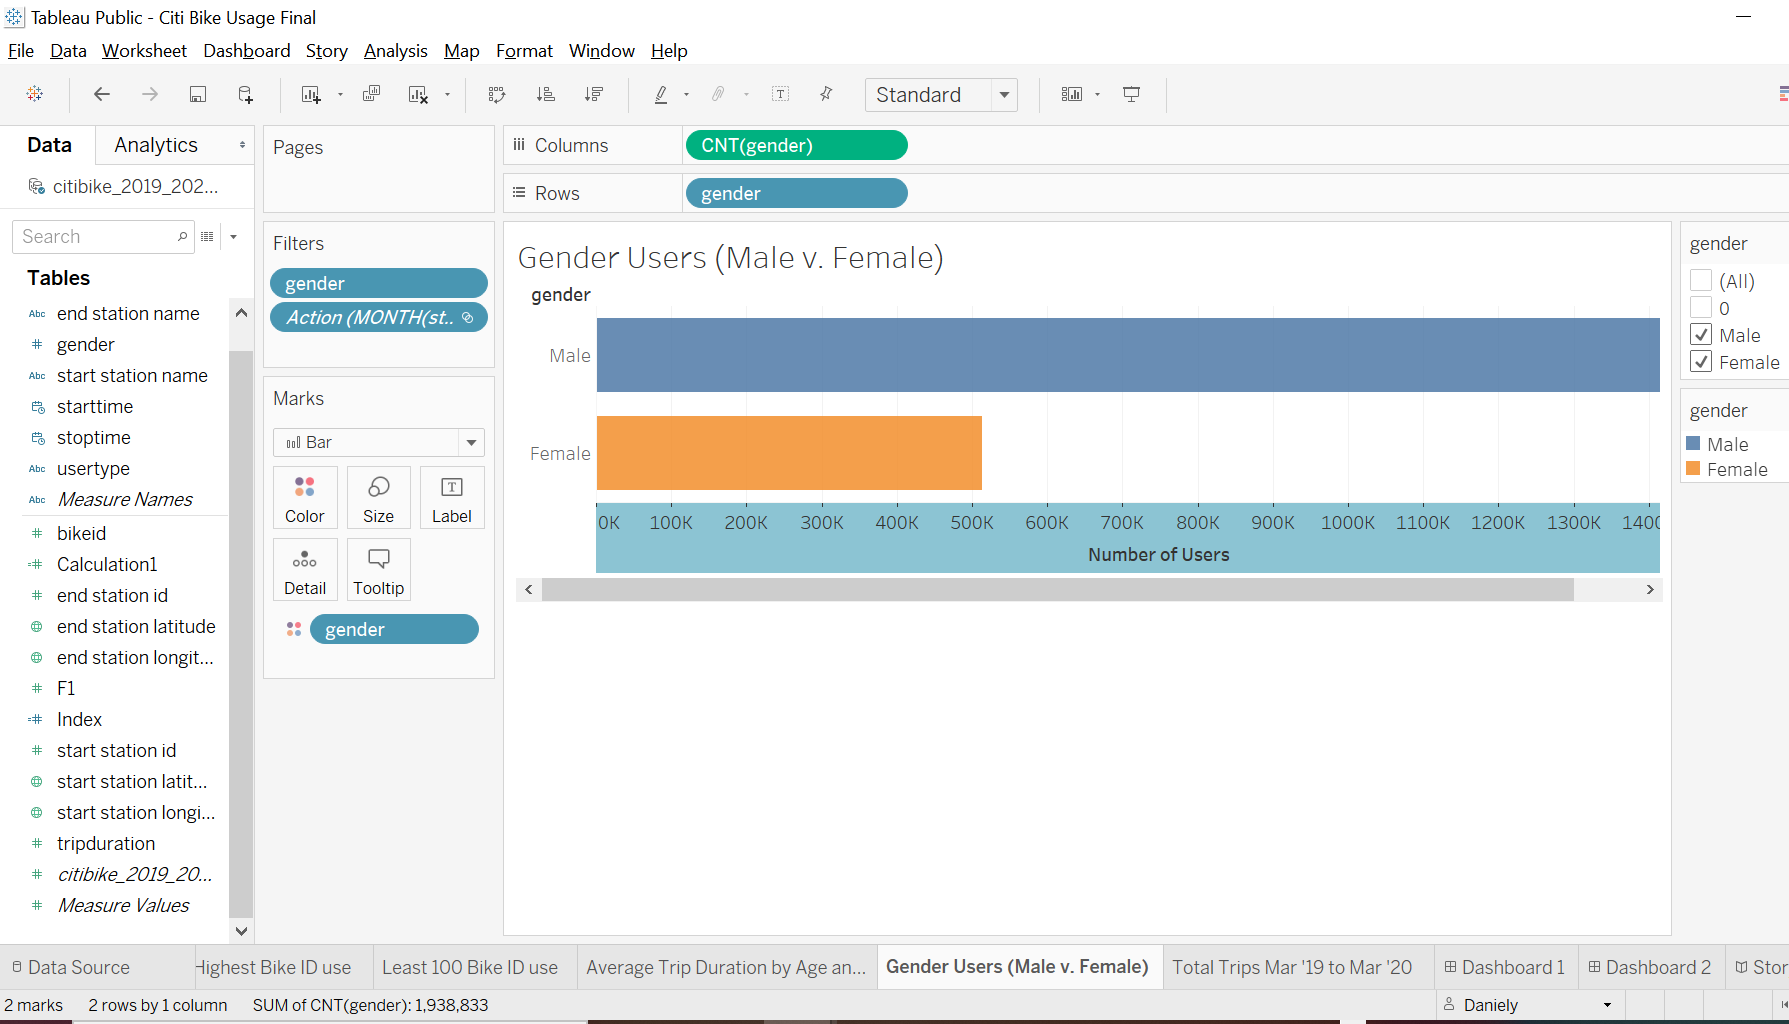 Tableau Public - Citi Bike Usage Final
File Data Worksheet Dashboard Story Analysis Map Format Window Help
Standard
Data Analytics
citibike_2019_202...
Search
Tables
Abc end station name
# gender
Abc start station name
starttime
stoptime
Abc usertype
Abc Measure Names
# bikeid
=# Calculation1
# end station id
end station latitude
end station longit...
# F1
=# Index
# start station id
start station latit...
start station longi...
# tripduration
# citibike_2019_20...
# Measure Values
Pages
Filters
gender
Action (MONTH(st..
Marks
Bar
Color Size Label
Detail Tooltip
gender
Columns CNT(gender)
Rows gender
Gender Users (Male v. Female)
gender
Male
Female
0K 100K 200K 300K 400K 500K 600K 700K 800K 900K 1000K 1100K 1200K 1300K 1400
Number of Users
gender
(All)
0
Male
Female
gender
Male
Female
Data Source Highest Bike ID use Least 100 Bike ID use Average Trip Duration by Age an... Gender Users (Male v. Female) Total Trips Mar '19 to Mar '20 Dashboard 1 Dashboard 2 Stor
2 marks 2 rows by 1 column SUM of CNT(gender): 1,938,833 Daniely